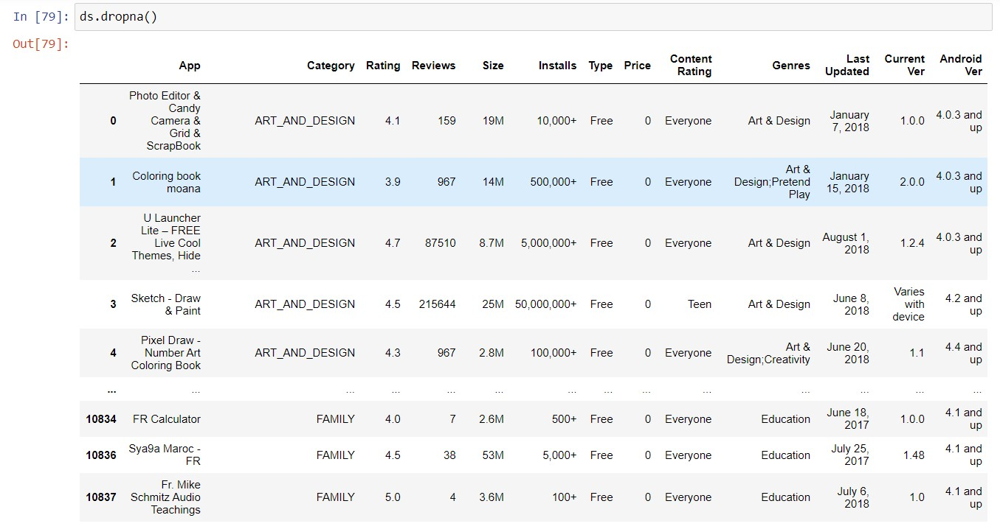 In [79]: ds.dropna()
Out[79]:
App Category Rating Reviews Size Installs Type Price Content Rating Genres Last Updated Current Ver Android Ver
0 Photo Editor & Candy Camera & Grid & ScrapBook ART_AND_DESIGN 4.1 159 19M 10,000+ Free 0 Everyone Art & Design January 7, 2018 1.0.0 4.0.3 and up
1 Coloring book moana ART_AND_DESIGN 3.9 967 14M 500,000+ Free 0 Everyone Art & Design;Pretend Play January 15, 2018 2.0.0 4.0.3 and up
2 U Launcher Lite – FREE Live Cool Themes, Hide ... ART_AND_DESIGN 4.7 87510 8.7M 5,000,000+ Free 0 Everyone Art & Design August 1, 2018 1.2.4 4.0.3 and up
3 Sketch - Draw & Paint ART_AND_DESIGN 4.5 215644 25M 50,000,000+ Free 0 Teen Art & Design June 8, 2018 Varies with device 4.2 and up
4 Pixel Draw - Number Art Coloring Book ART_AND_DESIGN 4.3 967 2.8M 100,000+ Free 0 Everyone Art & Design;Creativity June 20, 2018 1.1 4.4 and up
... ... ... ... ... ... ... ... ... ... ... ... ... ...
10834 FR Calculator FAMILY 4.0 7 2.6M 500+ Free 0 Everyone Education June 18, 2017 1.0.0 4.1 and up
10836 Sya9a Maroc - FR FAMILY 4.5 38 53M 5,000+ Free 0 Everyone Education July 25, 2017 1.48 4.1 and up
10837 Fr. Mike Schmitz Audio Teachings FAMILY 5.0 4 3.6M 100+ Free 0 Everyone Education July 6, 2018 1.0 4.1 and up